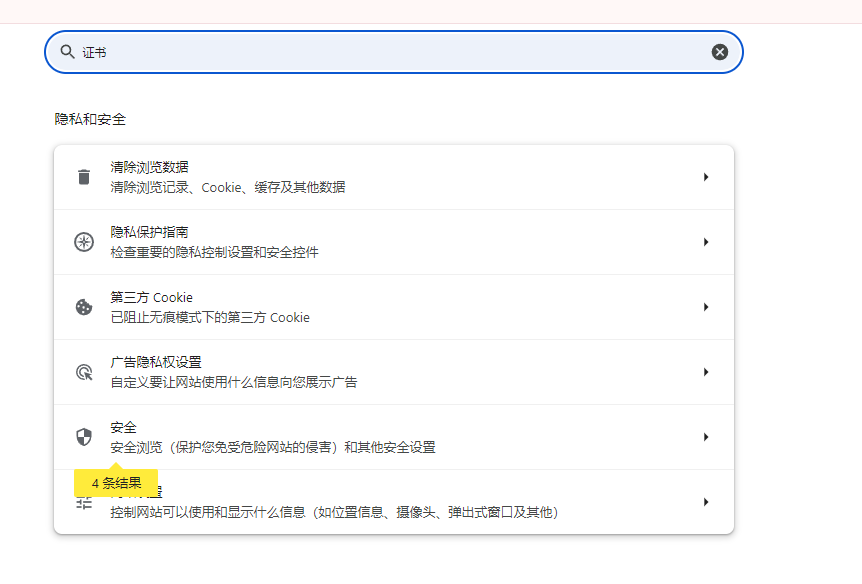 证书
隐私和安全
清除浏览数据
清除浏览记录、Cookie、缓存及其他数据
隐私保护指南
检查重要的隐私控制设置和安全控件
第三方 Cookie
已阻止无痕模式下的第三方 Cookie
广告隐私权设置
自定义要让网站使用什么信息向您展示广告
安全
安全浏览（保护您免受危险网站的侵害）和其他安全设置
4 条结果
控制网站可以使用和显示什么信息（如位置信息、摄像头、弹出式窗口及其他）